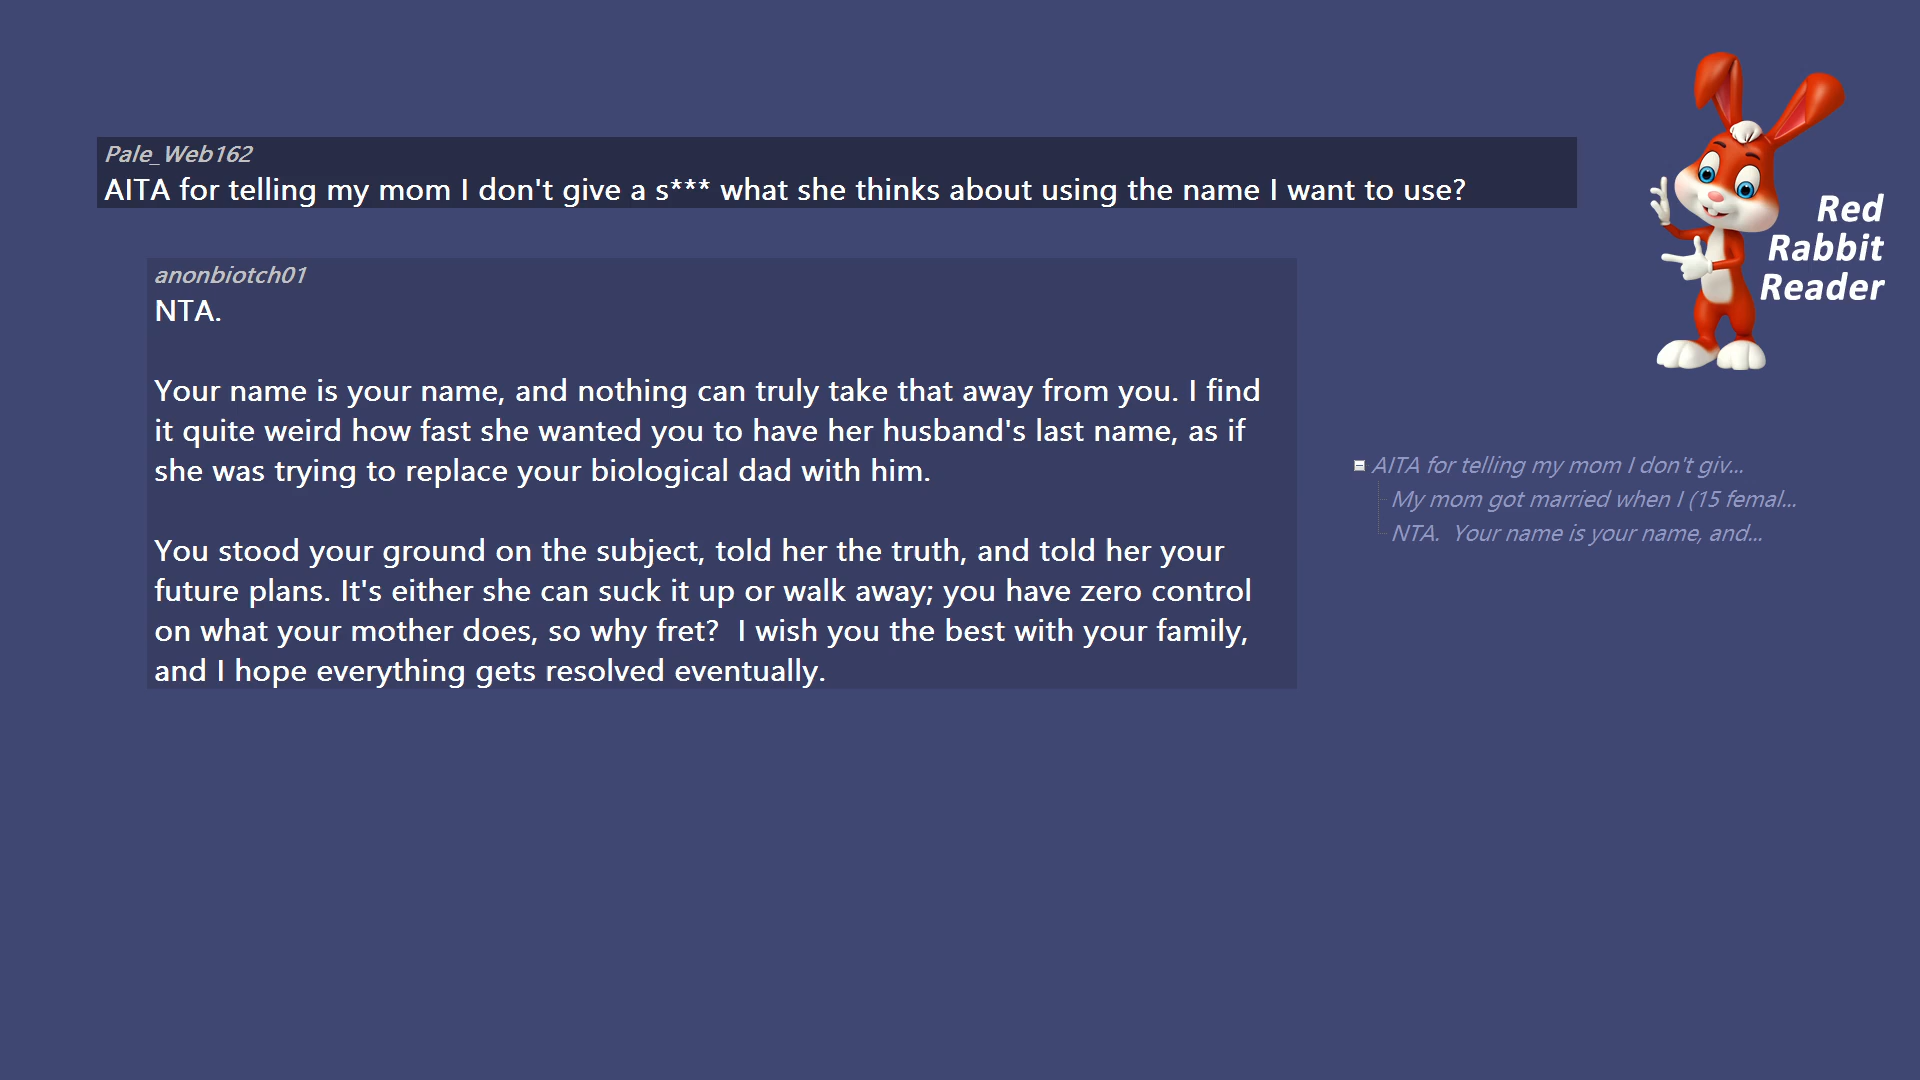 Pale_Web162
AITA for telling my mom I don't give a s*** what she thinks about using the name I want to use?
anonbiotch01
NTA.
Your name is your name, and nothing can truly take that away from you. I find
it quite weird how fast she wanted you to have her husband's last name, as if
she was trying to replace your biological dad with him.
You stood your ground on the subject, told her the truth, and told her your
future plans. It's either she can suck it up or walk away; you have zero control
on what your mother does, so why fret?  I wish you the best with your family,
and I hope everything gets resolved eventually.
Red
Rabbit
Reader
AITA for telling my mom I don't giv...
My mom got married when I (15 femal...
NTA.  Your name is your name, and...